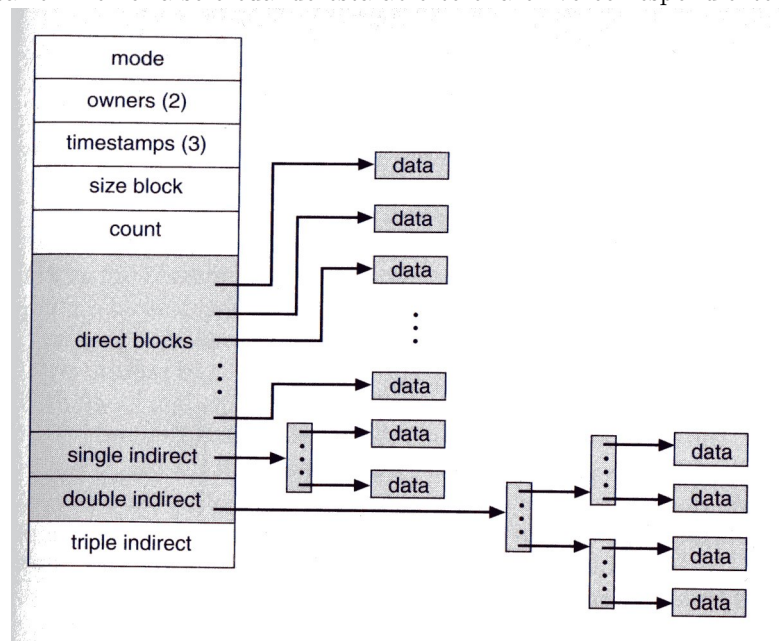 mode
owners (2)
timestamps (3)
size block
count
direct blocks
single indirect
double indirect
triple indirect
data
data
data
data
data
data
data
data
data
data